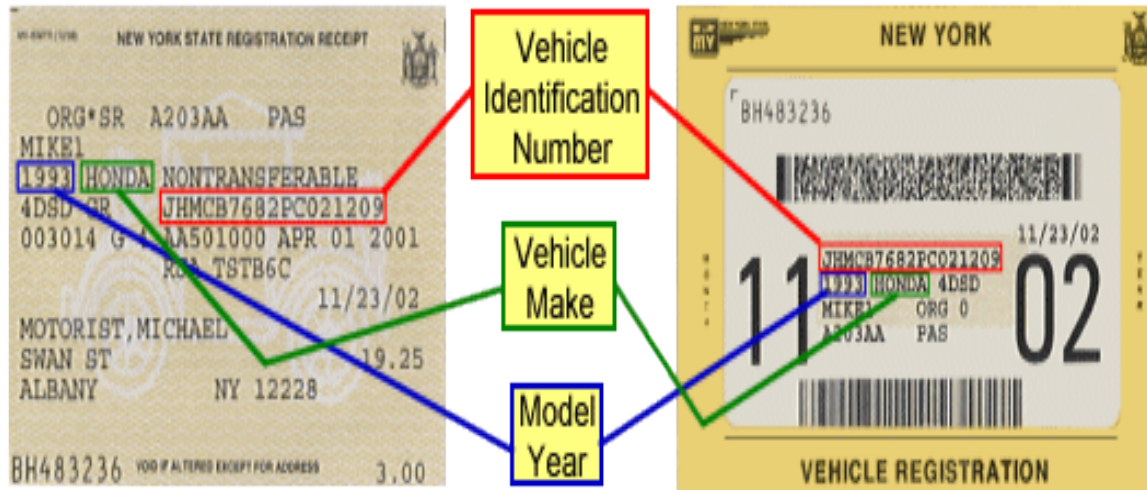 NEW YORK STATE REGISTRATION RECEIPT
ORG*SR A203AA PAS
MIKE1
1993 HONDA NONTRANSFERABLE
4DSD GR JHMCB7682PC021209
003014 G 4 AA501000 APR 01 2001
TSTB6C
11/23/02
MOTORIST,MICHAEL
SWAN ST 19.25
ALBANY NY 12228
BH483236 VOID IF ALTERED EXCEPT FOR ADDRESS 3.00
Vehicle
Identification
Number
Vehicle
Make
Model
Year
NEW YORK
BH483236
11/23/02
JHMCB7682PC021209
1993 HONDA 4DSD
MIKE1 ORG 0
A203AA PAS
11 02
MONTH
YEAR
VEHICLE REGISTRATION